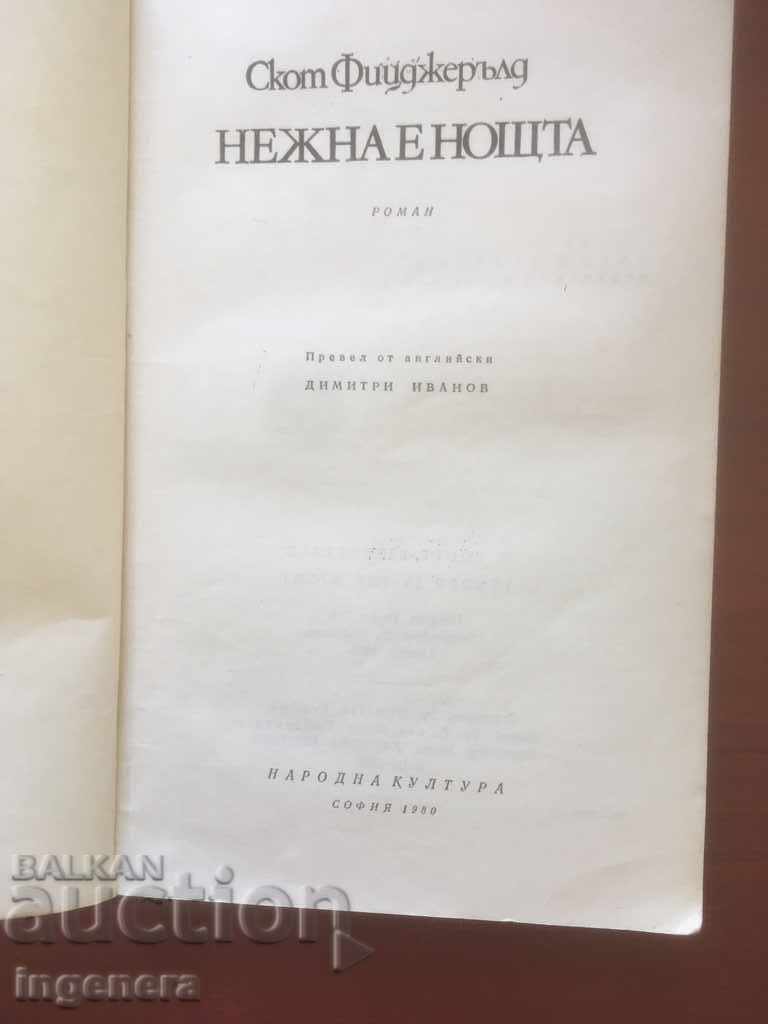 Скот Фицджералд
НЕЖНА Е НОЩТА
РОМАН
Превел от английски
ДИМИТРИ ИВАНОВ
НАРОДНА КУЛТУРА
СОФИЯ 1980
BALKAN
auction
ingenera